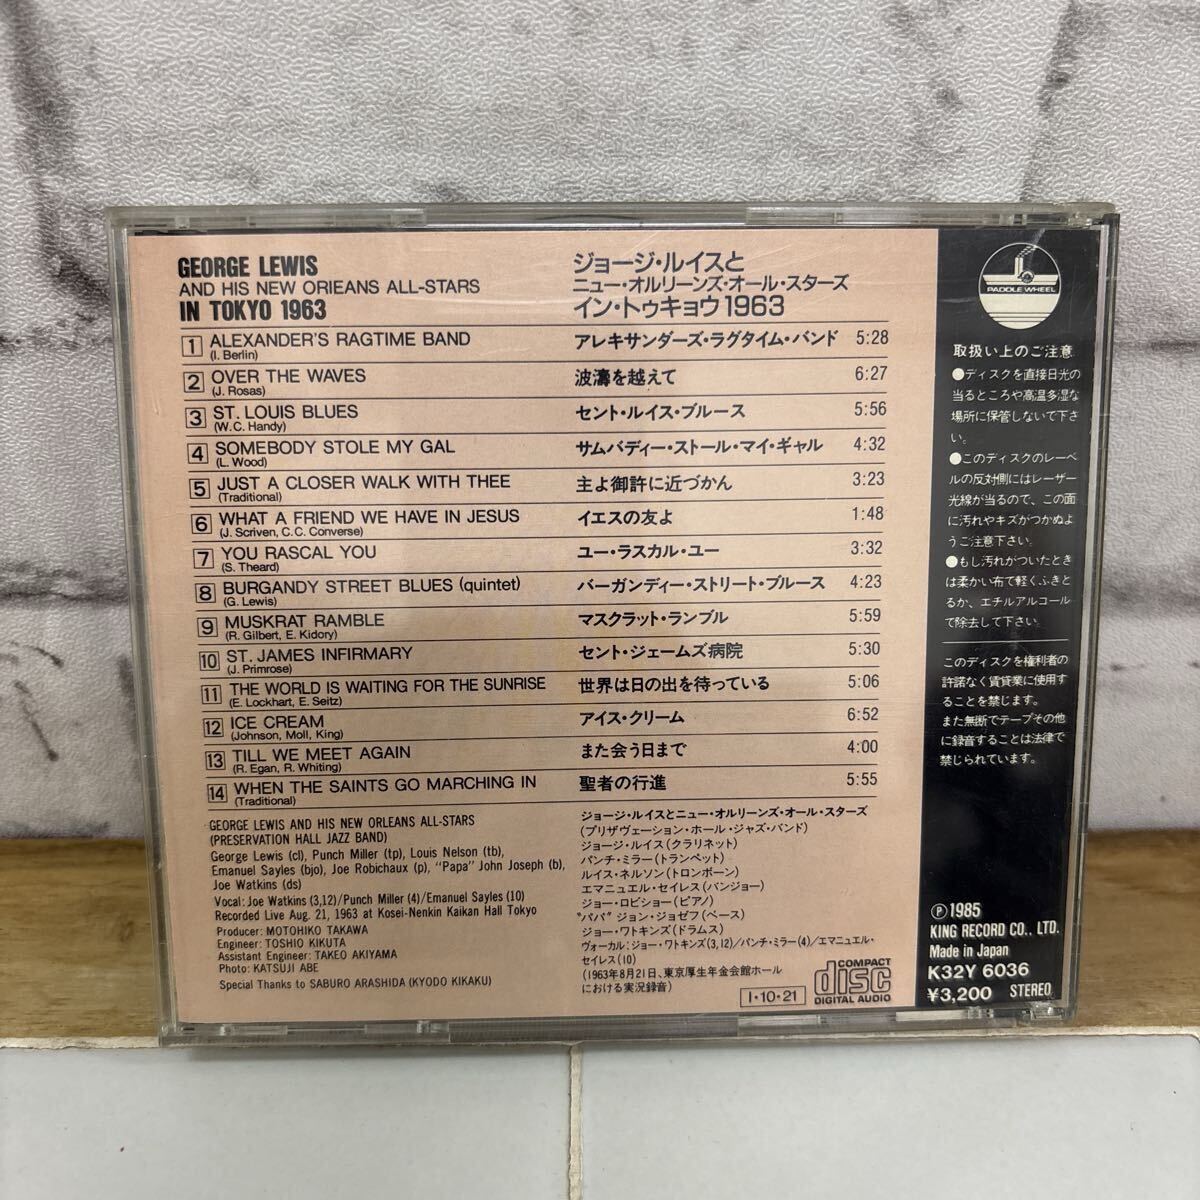 GEORGE LEWIS
AND HIS NEW ORIEANS ALL-STARS
IN TOKYO 1963
ジョージ・ルイスと
ニュー・オルリーンズ・オール・スターズ
イン・トゥキョウ1963
1 ALEXANDER'S RAGTIME BAND アレキサンダーズ・ラグタイム・バンド 5:28
(I. Berlin)
2 OVER THE WAVES 波濤を越えて 6:27
(J. Rosas)
3 ST. LOUIS BLUES セント・ルイス・ブルース 5:56
(W.C. Handy)
4 SOMEBODY STOLE MY GAL サムバディー・ストール・マイ・ギャル 4:32
(L. Wood)
5 JUST A CLOSER WALK WITH THEE 主よ御許に近づかん 3:23
(Traditional)
6 WHAT A FRIEND WE HAVE IN JESUS イエスの友よ 1:48
(J. Scriven, C.C. Converse)
7 YOU RASCAL YOU ユー・ラスカル・ユー 3:32
(S. Theard)
8 BURGANDY STREET BLUES (quintet) バーガンディー・ストリート・ブルース 4:23
(G. Lewis)
9 MUSKRAT RAMBLE マスクラット・ランブル 5:59
(R. Gilbert, E. Kidory)
10 ST. JAMES INFIRMARY セント・ジェームズ病院 5:30
(J. Primrose)
11 THE WORLD IS WAITING FOR THE SUNRISE 世界は日の出を待っている 5:06
(E. Lockhart, E. Seitz)
12 ICE CREAM アイス・クリーム 6:52
(Johnson, Moll, King)
13 TILL WE MEET AGAIN また会う日まで 4:00
(R. Egan, R. Whiting)
14 WHEN THE SAINTS GO MARCHING IN 聖者の行進 5:55
(Traditional)
GEORGE LEWIS AND HIS NEW ORLEANS ALL-STARS
(PRESERVATION HALL JAZZ BAND)
George Lewis (cl), Punch Miller (tp), Louis Nelson (tb),
Emanuel Sayles (bjo), Joe Robichaux (p), "Papa" John Joseph (b),
Joe Watkins (ds)
Vocal: Joe Watkins (3,12)/Punch Miller (4)/Emanuel Sayles (10)
Recorded Live Aug. 21, 1963 at Kosei-Nenkin Kaikan Hall Tokyo
Producer: MOTOHIKO TAKAWA
Engineer: TOSHIO KIKUTA
Assistant Engineer: TAKEO AKIYAMA
Photo: KATSUJI ABE
Special Thanks to SABURO ARASHIDA (KYODO KIKAKU)
ジョージ・ルイスとニュー・オルリーンズ・オール・スターズ
(プリザヴェーション・ホール・ジャズ・バンド)
ジョージ・ルイス(クラリネット)
パンチ・ミラー(トランペット)
ルイス・ネルソン(トロンボーン)
エマニュエル・セイレス(バンジョー)
ジョー・ロビショー(ピアノ)
"パパ" ジョン・ジョゼフ(ベース)
ジョー・ワトキンズ(ドラムス)
ヴォーカル:ジョー・ワトキンズ(3,12)/パンチ・ミラー(4)/エマニュエル・
セイレス(10)
(1963年8月21日、東京厚生年金会館ホール
における実況録音)
I・10・21
COMPACT
disc
DIGITAL AUDIO
PADDLE WHEEL
取扱い上のご注意
●ディスクを直接日光の
当るところや高温多湿な
場所に保管しないで下さ
い。
●このディスクのレーベ
ルの反対側にはレーザー
光線が当るので、この面
に汚れやキズがつかぬよ
うご注意下さい。
●もし汚れがついたとき
は柔かい布で軽くふきと
るか、エチルアルコール
で除去して下さい。
このディスクを権利者の
許諾なく賃貸業に使用す
ることを禁じます。
また無断でテープその他
に録音することは法律で
禁じられています。
Ⓟ1985
KING RECORD CO., LTD.
Made in Japan
K32Y 6036
¥3,200 STEREO